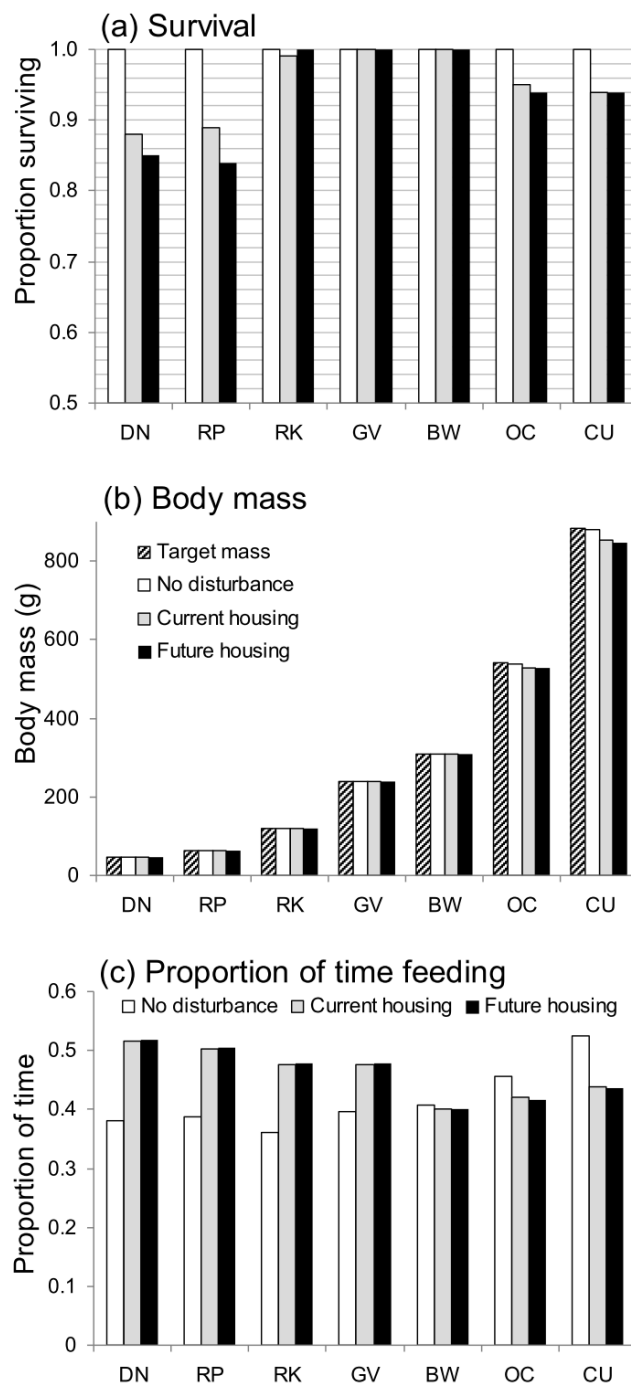 (a) Survival
Proportion surviving
1.0
0.9
0.8
0.7
0.6
0.5
DN RP RK GV BW OC CU
(b) Body mass
Body mass (g)
800
600
400
200
0
Target mass
No disturbance
Current housing
Future housing
DN RP RK GV BW OC CU
(c) Proportion of time feeding
Proportion of time
0.6
0.5
0.4
0.3
0.2
0.1
0
No disturbance Current housing Future housing
DN RP RK GV BW OC CU